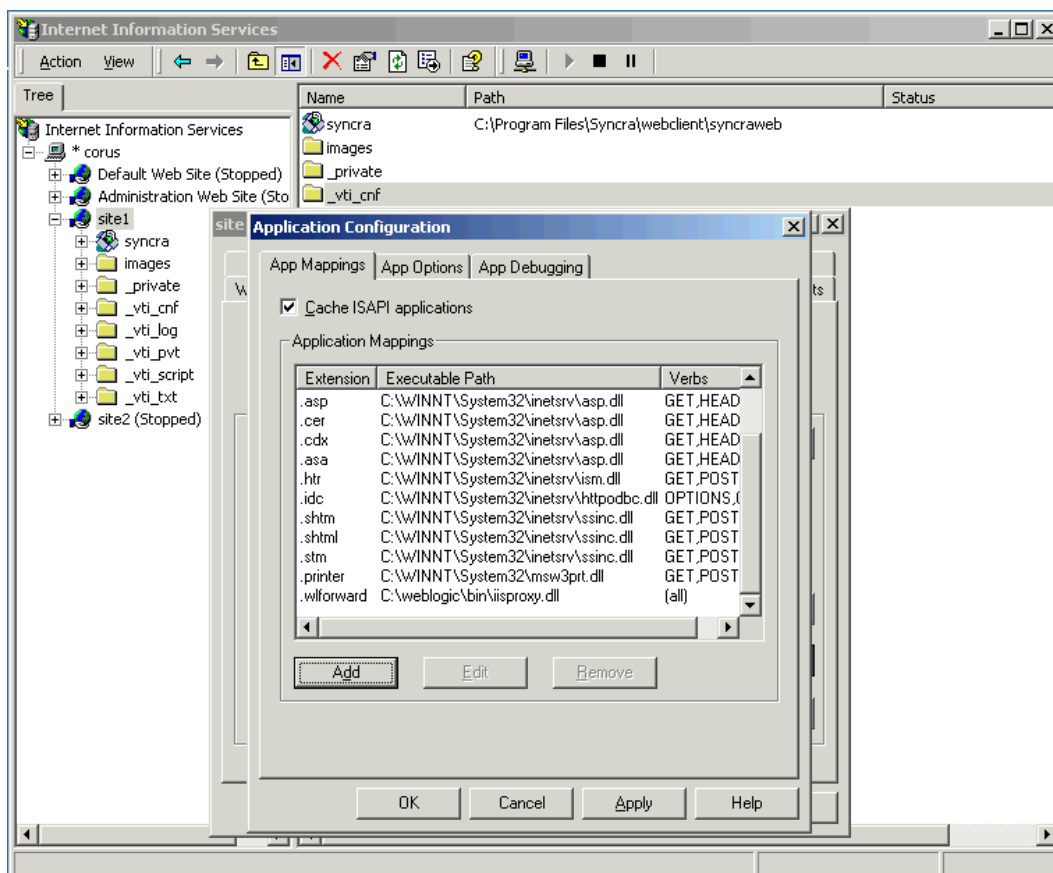 Internet Information Services
Action View
Tree
Name Path Status
Internet Information Services
* corus
Default Web Site (Stopped)
Administration Web Site (Sto
site1
syncra
images
_private
_vti_cnf
_vti_log
_vti_pvt
_vti_script
_vti_txt
site2 (Stopped)
syncra C:\Program Files\Syncra\webclient\syncraweb
images
_private
_vti_cnf
site
W
ts
Application Configuration
App Mappings App Options App Debugging
Cache ISAPI applications
Application Mappings
Extension Executable Path Verbs
.asp C:\WINNT\System32\inetsrv\asp.dll GET,HEAD
.cer C:\WINNT\System32\inetsrv\asp.dll GET,HEAD
.cdx C:\WINNT\System32\inetsrv\asp.dll GET,HEAD
.asa C:\WINNT\System32\inetsrv\asp.dll GET,HEAD
.htr C:\WINNT\System32\inetsrv\ism.dll GET,POST
.idc C:\WINNT\System32\inetsrv\httpodbc.dll OPTIONS,
.shtm C:\WINNT\System32\inetsrv\ssinc.dll GET,POST
.shtml C:\WINNT\System32\inetsrv\ssinc.dll GET,POST
.stm C:\WINNT\System32\inetsrv\ssinc.dll GET,POST
.printer C:\WINNT\System32\msw3prt.dll GET,POST
.wlforward C:\weblogic\bin\iisproxy.dll (all)
Add Edit Remove
OK Cancel Apply Help